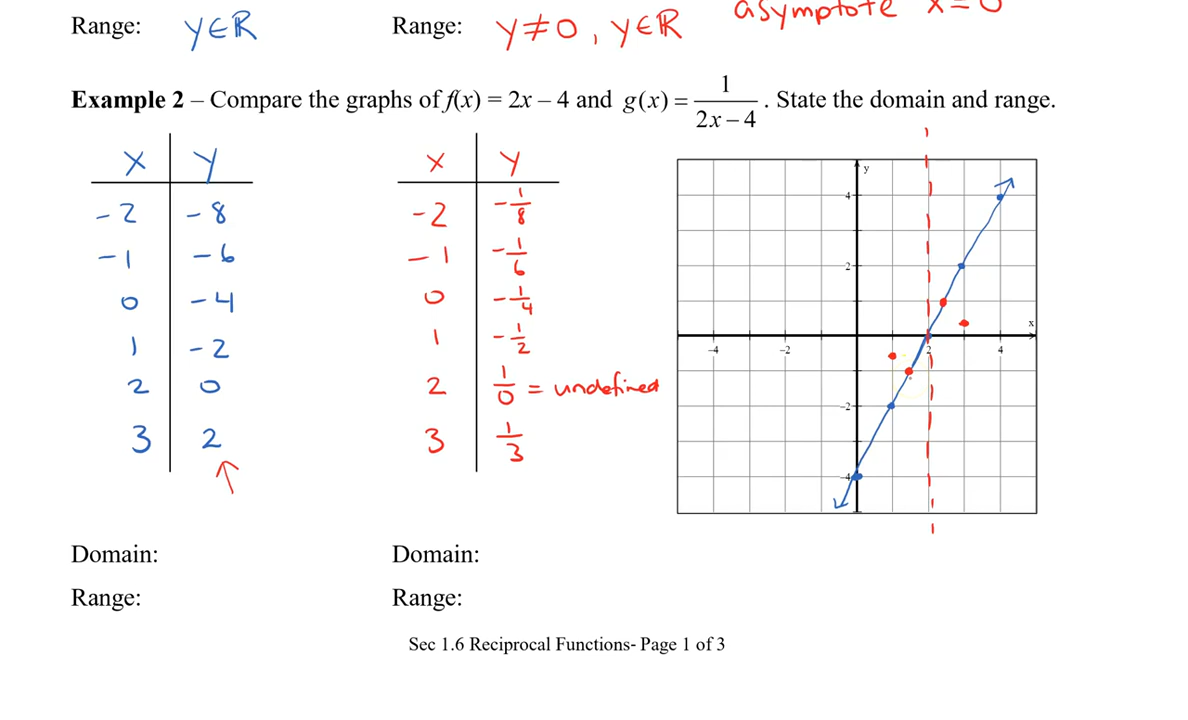 Range: y∈R Range: y≠0, y∈R asymptote x=0
Example 2 – Compare the graphs of f(x) = 2x – 4 and g(x) = 1/(2x – 4). State the domain and range.
x y x y
-2 -8 -2 -1/8
-1 -6 -1 -1/6
0 -4 0 -1/4
1 -2 1 -1/2
2 0 2 1/0 = undefined
3 2 3 1/3
y
4
2
x
-4 -2 2 4
-2
-4
Domain: Domain:
Range: Range:
Sec 1.6 Reciprocal Functions- Page 1 of 3